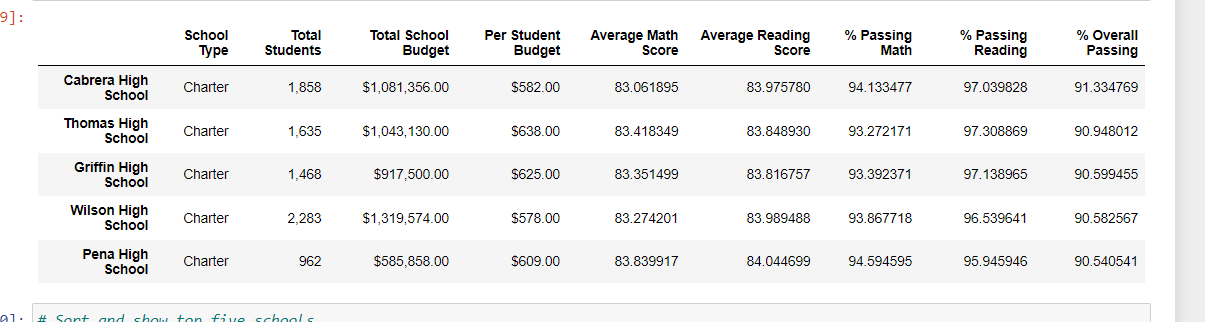 9]:
School Type Total Students Total School Budget Per Student Budget Average Math Score Average Reading Score % Passing Math % Passing Reading % Overall Passing
Cabrera High School Charter 1,858 $1,081,356.00 $582.00 83.061895 83.975780 94.133477 97.039828 91.334769
Thomas High School Charter 1,635 $1,043,130.00 $638.00 83.418349 83.848930 93.272171 97.308869 90.948012
Griffin High School Charter 1,468 $917,500.00 $625.00 83.351499 83.816757 93.392371 97.138965 90.599455
Wilson High School Charter 2,283 $1,319,574.00 $578.00 83.274201 83.989488 93.867718 96.539641 90.582567
Pena High School Charter 962 $585,858.00 $609.00 83.839917 84.044699 94.594595 95.945946 90.540541
0]: # Sort and show top five schools